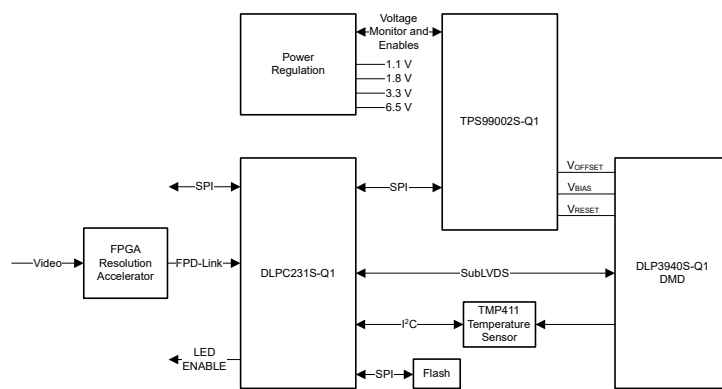 Voltage
Monitor and
Enables
Power
Regulation
1.1 V
1.8 V
3.3 V
6.5 V
TPS99002S-Q1
VOFFSET
VBIAS
VRESET
SPI
SPI
Video
FPGA
Resolution
Accelerator
FPD-Link
DLPC231S-Q1
SubLVDS
DLP3940S-Q1
DMD
I²C
TMP411
Temperature
Sensor
LED
ENABLE
SPI
Flash